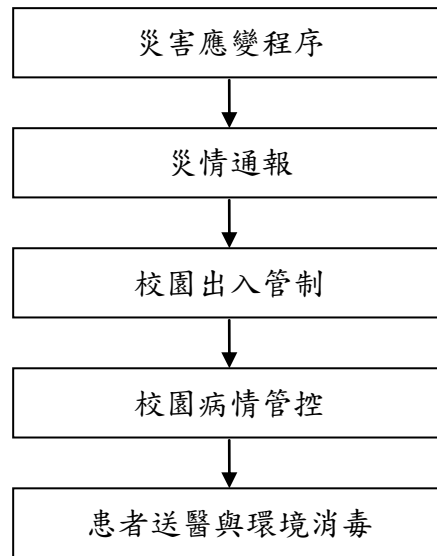 災害應變程序
災情通報
校園出入管制
校園病情管控
患者送醫與環境消毒